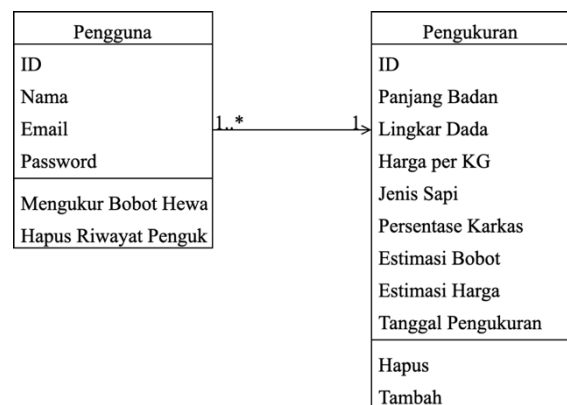 Pengguna
ID
Nama
Email
Password
Mengukur Bobot Hewa
Hapus Riwayat Penguk
1..*
1
Pengukuran
ID
Panjang Badan
Lingkar Dada
Harga per KG
Jenis Sapi
Persentase Karkas
Estimasi Bobot
Estimasi Harga
Tanggal Pengukuran
Hapus
Tambah